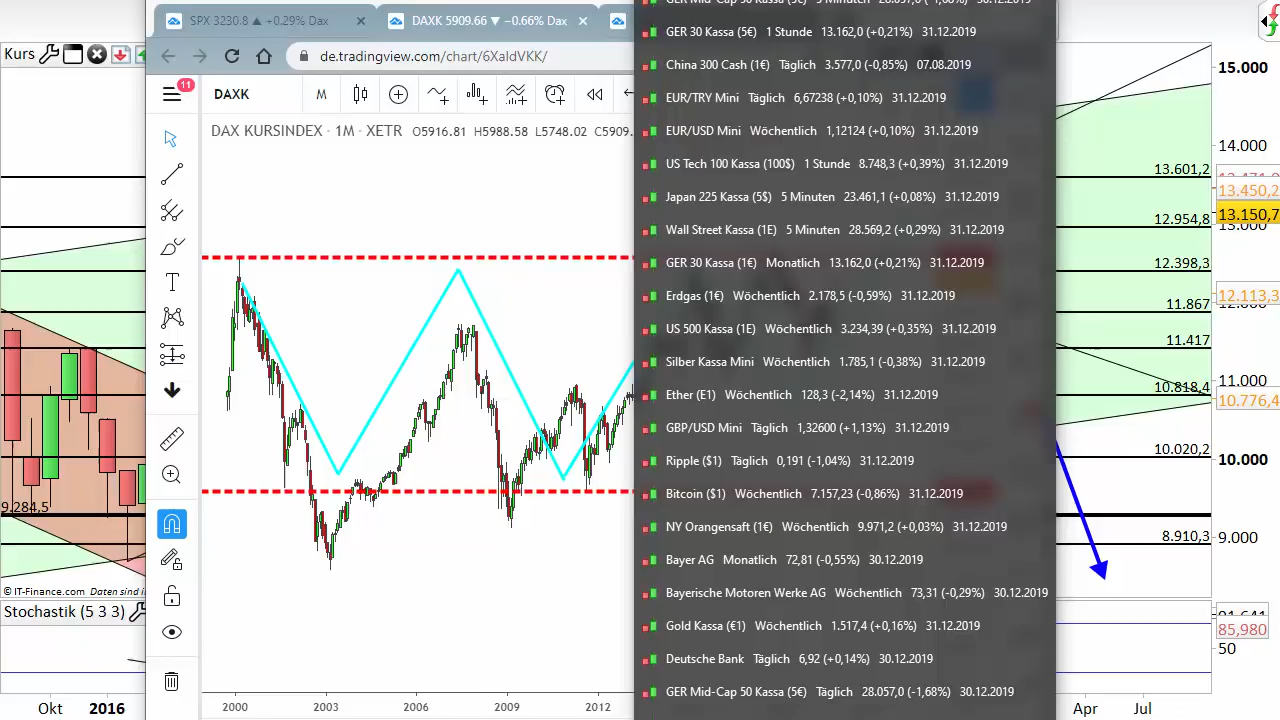 SPX 3230.8 ▲ +0.29% Dax
DAXK 5909.66 ▼ −0.66% Dax
de.tradingview.com/chart/6XaldVKK/
Kurs
11
DAXK
M
DAX KURSINDEX · 1M · XETR O5916.81 H5988.58 L5748.02 C5909.
GER 30 Kassa (5€) 1 Stunde 13.162,0 (+0,21%) 31.12.2019
China 300 Cash (1€) Täglich 3.577,0 (-0,85%) 07.08.2019
EUR/TRY Mini Täglich 6,67238 (+0,10%) 31.12.2019
EUR/USD Mini Wöchentlich 1,12124 (+0,10%) 31.12.2019
US Tech 100 Kassa (100$) 1 Stunde 8.748,3 (+0,39%) 31.12.2019
Japan 225 Kassa (5$) 5 Minuten 23.461,1 (+0,08%) 31.12.2019
Wall Street Kassa (1E) 5 Minuten 28.569,2 (+0,29%) 31.12.2019
GER 30 Kassa (1€) Monatlich 13.162,0 (+0,21%) 31.12.2019
Erdgas (1€) Wöchentlich 2.178,5 (-0,59%) 31.12.2019
US 500 Kassa (1E) Wöchentlich 3.234,39 (+0,35%) 31.12.2019
Silber Kassa Mini Wöchentlich 1.785,1 (-0,38%) 31.12.2019
Ether (E1) Wöchentlich 128,3 (-2,14%) 31.12.2019
GBP/USD Mini Täglich 1,32600 (+1,13%) 31.12.2019
Ripple ($1) Täglich 0,191 (-1,04%) 31.12.2019
Bitcoin ($1) Wöchentlich 7.157,23 (-0,86%) 31.12.2019
NY Orangensaft (1€) Wöchentlich 9.971,2 (+0,03%) 31.12.2019
Bayer AG Monatlich 72,81 (-0,55%) 30.12.2019
Bayerische Motoren Werke AG Wöchentlich 73,31 (-0,29%) 30.12.2019
Gold Kassa (€1) Wöchentlich 1.517,4 (+0,16%) 31.12.2019
Deutsche Bank Täglich 6,92 (+0,14%) 30.12.2019
GER Mid-Cap 50 Kassa (5€) Täglich 28.057,0 (-1,68%) 30.12.2019
15.000
14.000
13.601,2
13.450,2
13.150,7
12.954,8
12.398,3
12.113,3
11.867
11.417
11.000
10.818,4
10.776,4
10.020,2
10.000
9.000
8.910,3
85,980
50
9.284,5
© IT-Finance.com Daten sind in
Stochastik (5 3 3)
Okt 2016
2000 2003 2006 2009 2012
Apr Jul